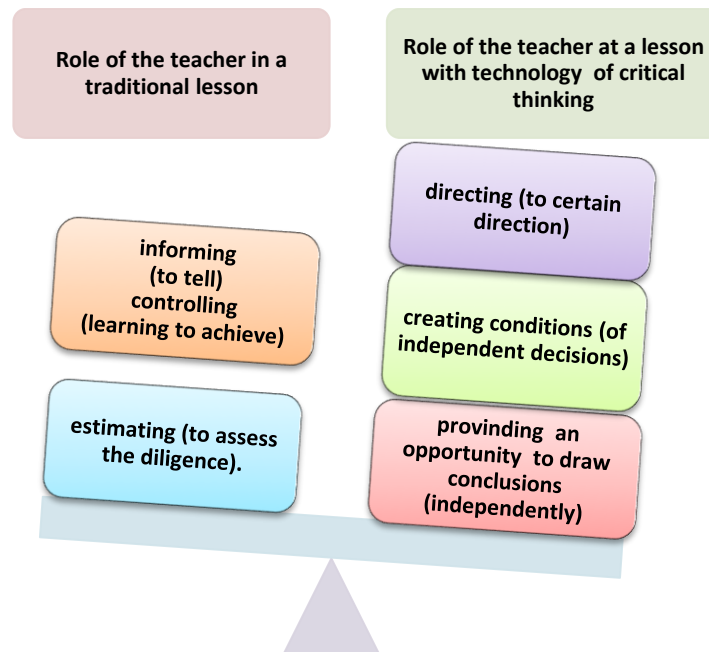 Role of the teacher in a
traditional lesson
Role of the teacher at a lesson
with technology of critical
thinking
informing
(to tell)
controlling
(learning to achieve)
estimating (to assess
the diligence).
directing (to certain
direction)
creating conditions (of
independent decisions)
provinding an
opportunity to draw
conclusions
(independently)